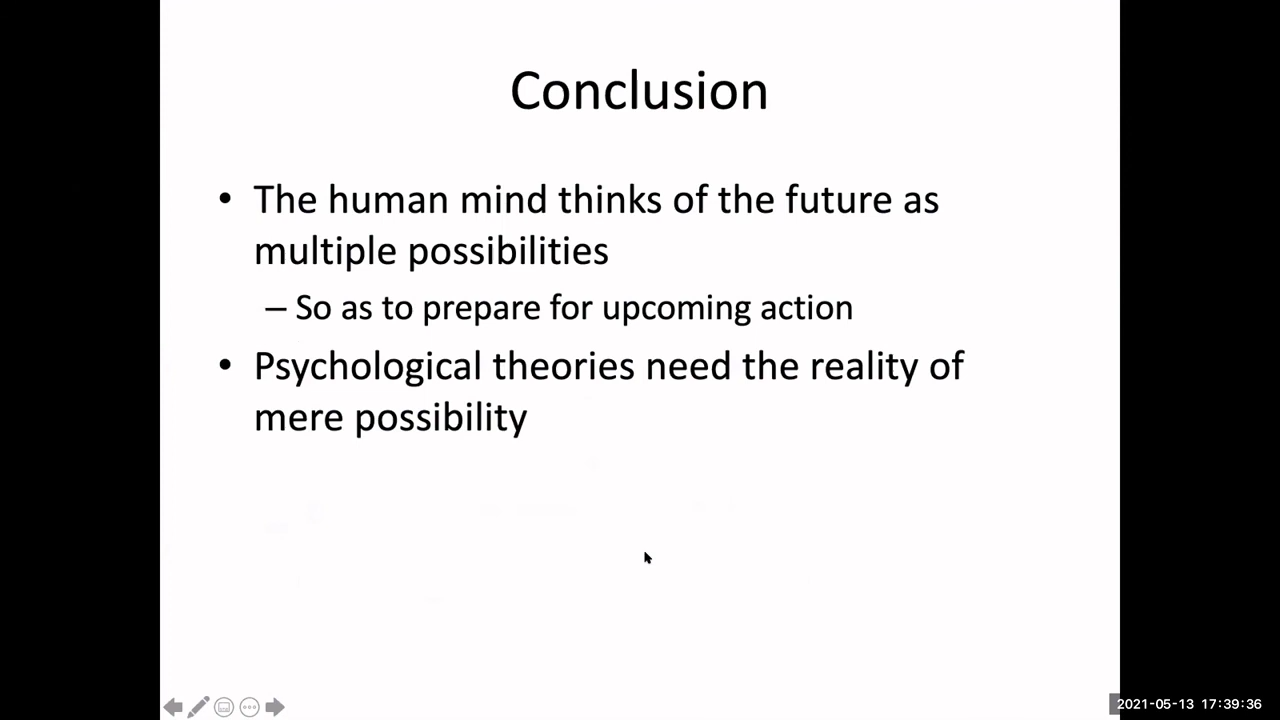 Conclusion
• The human mind thinks of the future as
multiple possibilities
– So as to prepare for upcoming action
• Psychological theories need the reality of
mere possibility
2021-05-13 17:39:36